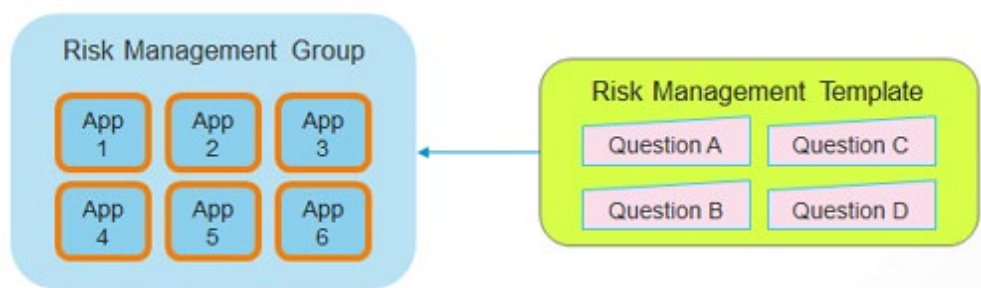 Risk Management Group
App
1
App
2
App
3
App
4
App
5
App
6
Risk Management Template
Question A
Question C
Question B
Question D